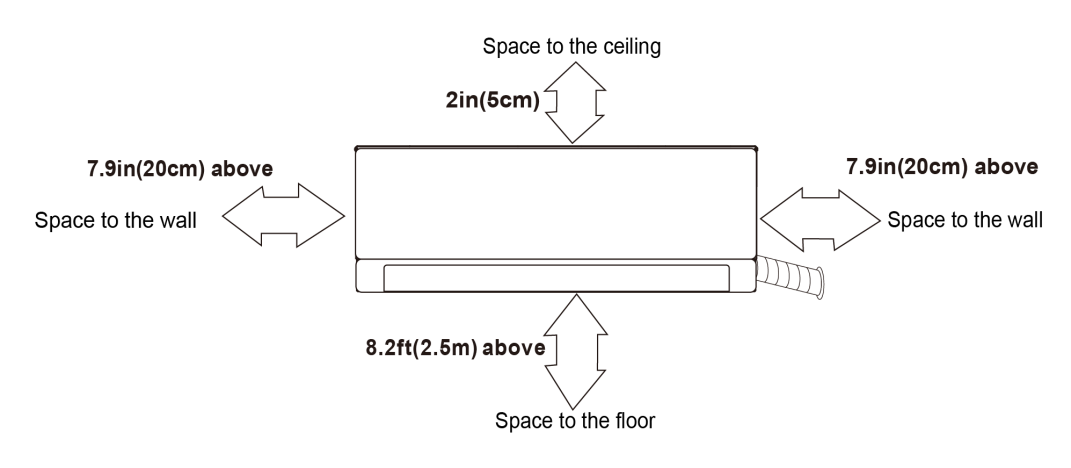 Space to the ceiling
2in(5cm)
7.9in(20cm) above
Space to the wall
7.9in(20cm) above
Space to the wall
8.2ft(2.5m) above
Space to the floor